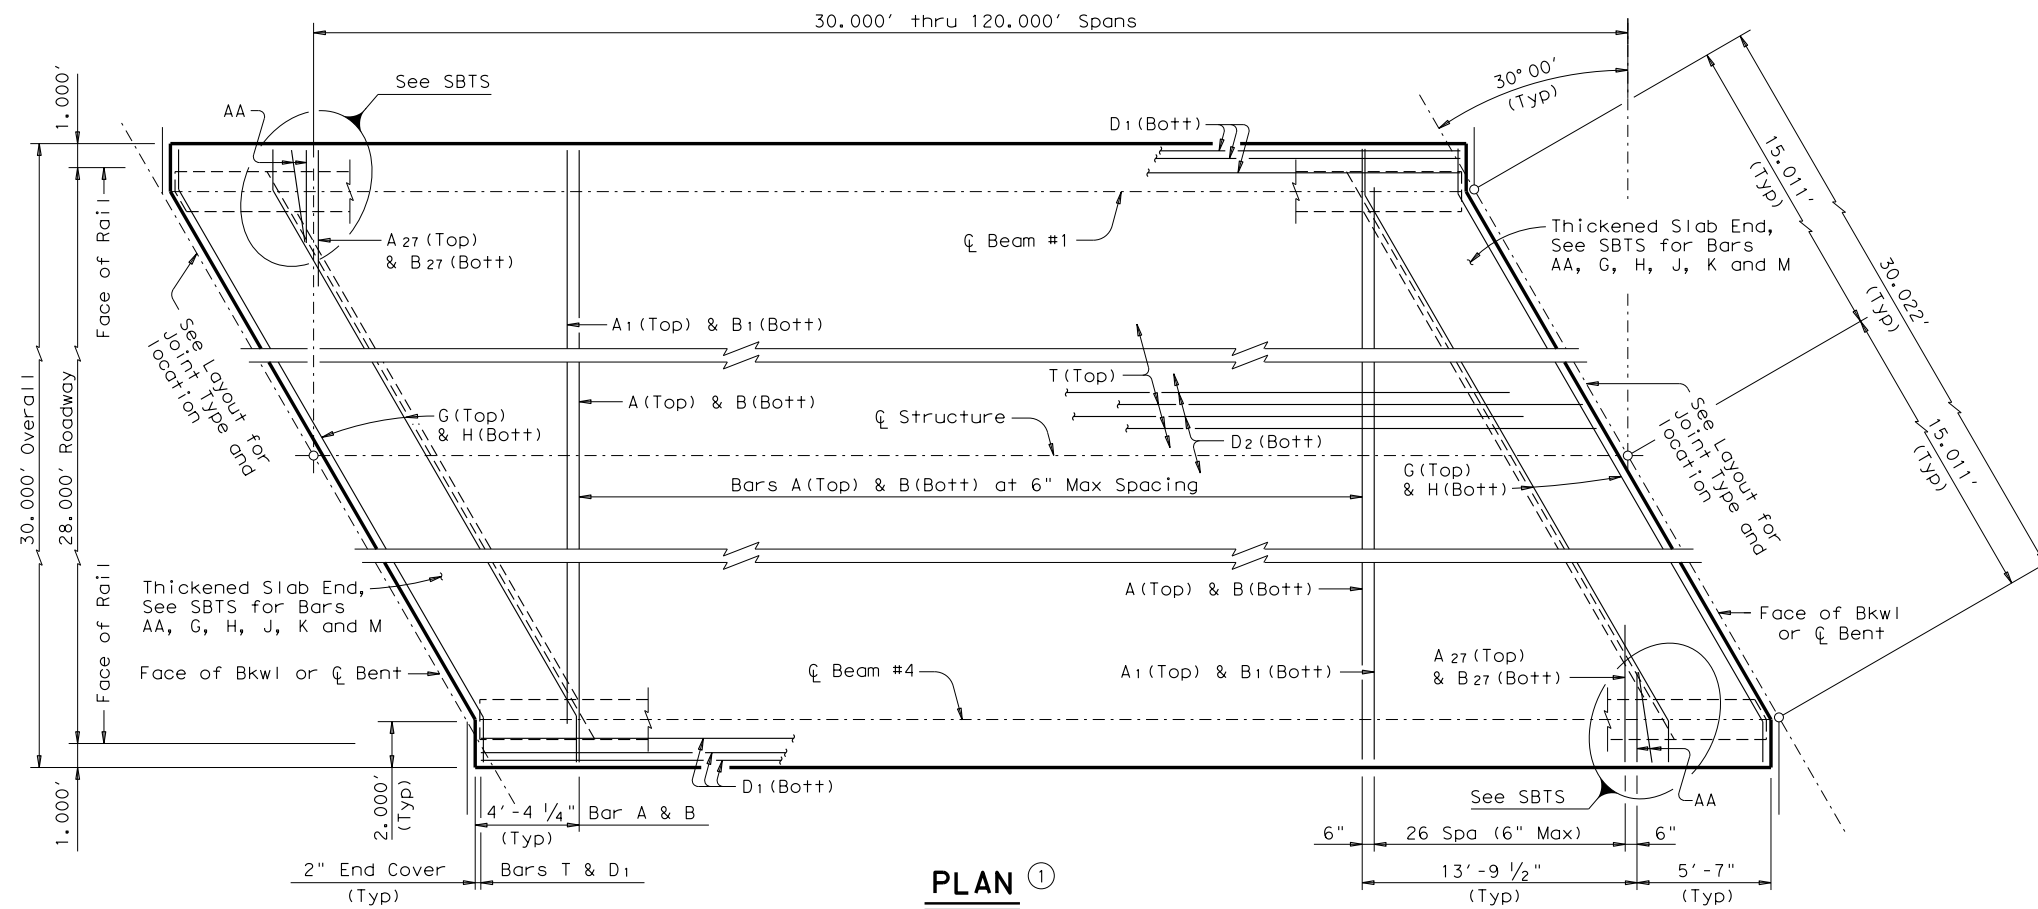 30.000' thru 120.000' Spans
1.000'
See SBTS
AA
30°00'
(Typ)
D1(Bott)
15.011'
(Typ)
30.022'
(Typ)
15.011'
(Typ)
Face of Rail
A27(Top)
& B27(Bott)
℄ Beam #1
Thickened Slab End,
See SBTS for Bars
AA, G, H, J, K and M
See Layout for
Joint Type and
location
A1(Top) & B1(Bott)
T(Top)
A(Top) & B(Bott)
℄ Structure
D2(Bott)
G(Top)
& H(Bott)
See Layout for
Joint Type and
location
30.000' Overall
28.000' Roadway
Bars A(Top) & B(Bott) at 6" Max Spacing
G(Top)
& H(Bott)
Thickened Slab End,
See SBTS for Bars
AA, G, H, J, K and M
A(Top) & B(Bott)
Face of Bkwl
or ℄ Bent
Face of Rail
Face of Bkwl or ℄ Bent
℄ Beam #4
A1(Top) & B1(Bott)
A27(Top)
& B27(Bott)
1.000'
2.000'
(Typ)
D1(Bott)
See SBTS
AA
4'-4 1/4" Bar A & B
(Typ)
6"
26 Spa (6" Max)
6"
2" End Cover
(Typ)
Bars T & D1
13'-9 1/2"
(Typ)
5'-7"
(Typ)
PLAN ①